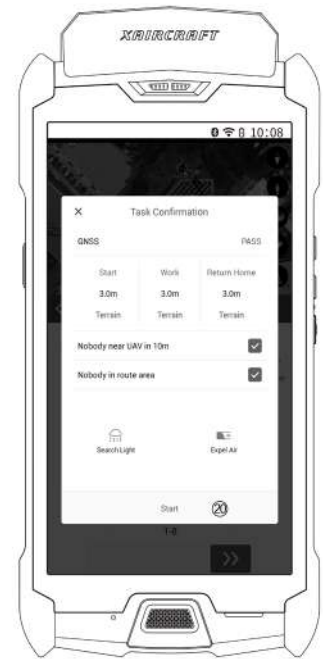 XAIRCRAFT
10:08
Task Confirmation
GNSS PASS
Start Work Return Home
3.0m 3.0m 3.0m
Terrain Terrain Terrain
Nobody near UAV in 10m
Nobody in route area
Search Light Expel Air
Start 20